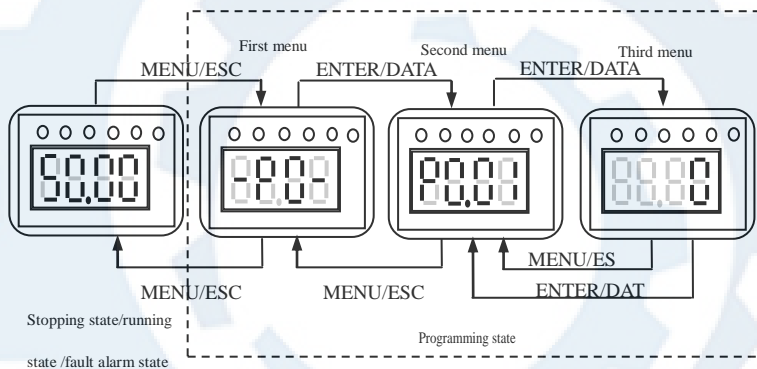 First menu
Second menu
Third menu
MENU/ESC
ENTER/DATA
ENTER/DATA
50.00
-P0-
P0.01
0
MENU/ES
MENU/ESC
MENU/ESC
ENTER/DAT
Stopping state/running
state /fault alarm state
Programming state